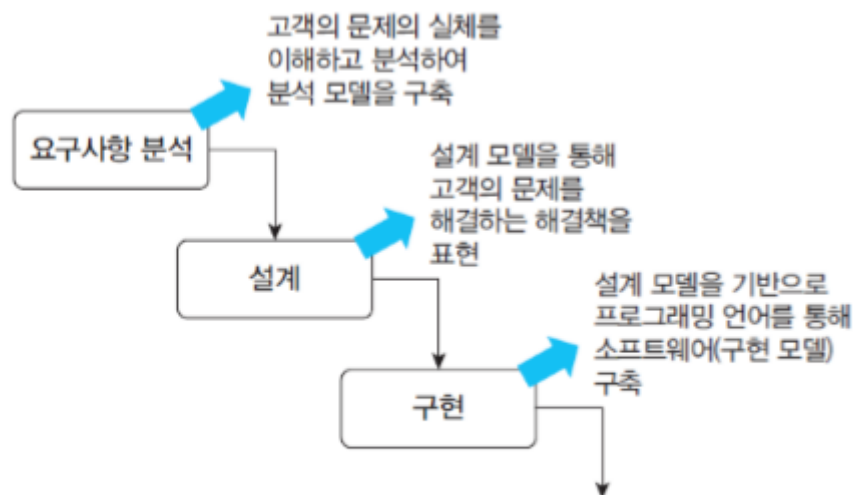 고객의 문제의 실체를
이해하고 분석하여
분석 모델을 구축
요구사항 분석
설계 모델을 통해
고객의 문제를
해결하는 해결책을
표현
설계
설계 모델을 기반으로
프로그래밍 언어를 통해
소프트웨어(구현 모델)
구축
구현